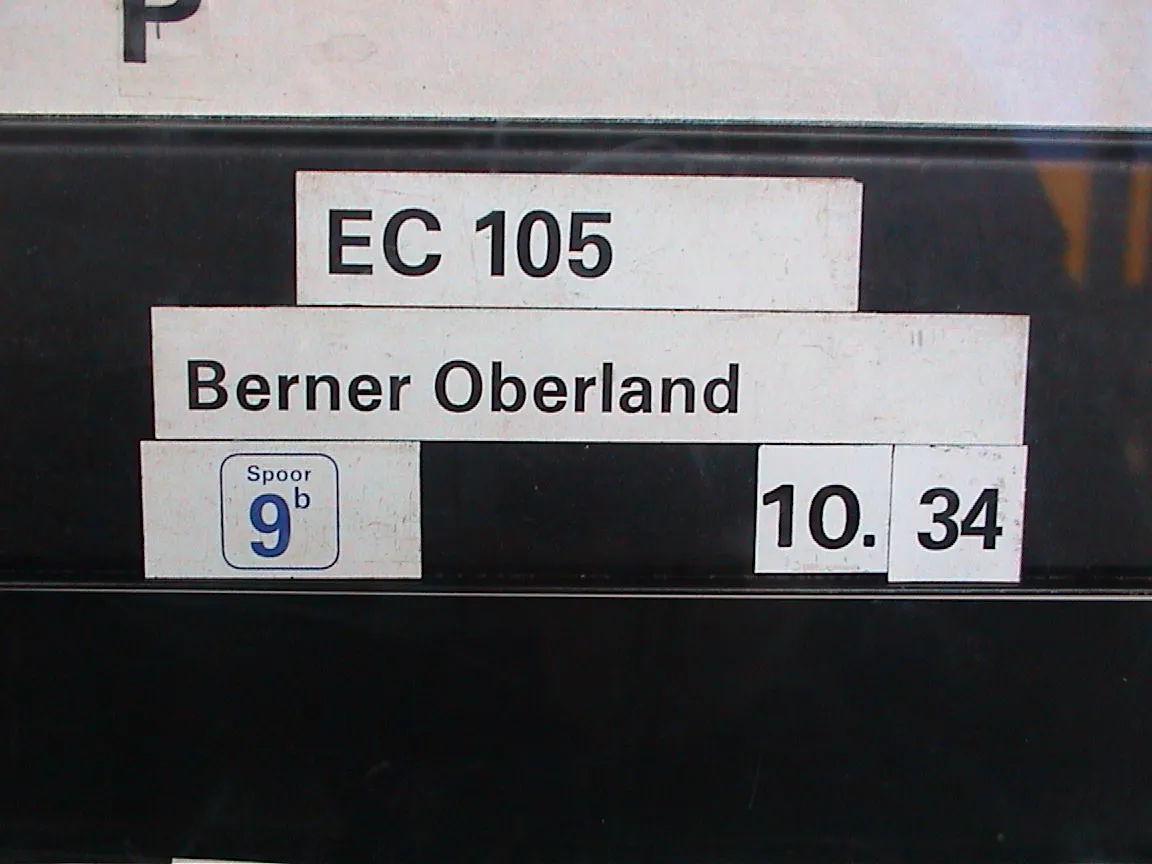 P
EC 105
Berner Oberland
Spoor
9b
10. 34